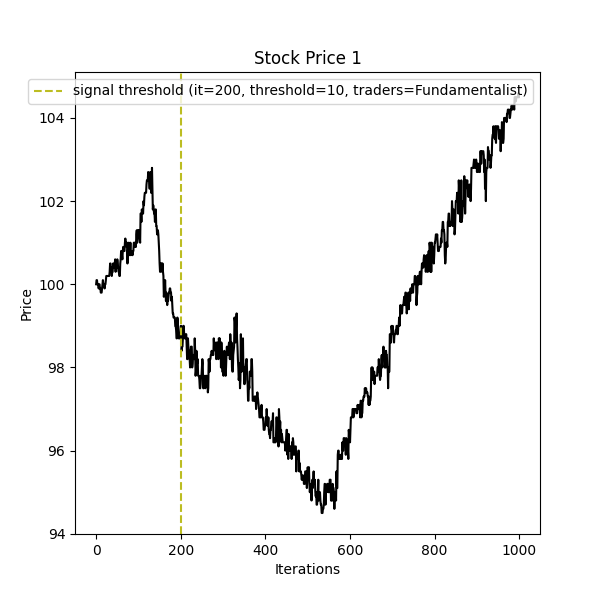 Stock Price 1
signal threshold (it=200, threshold=10, traders=Fundamentalist)
104
102
100
98
96
94
Price
0 200 400 600 800 1000
Iterations